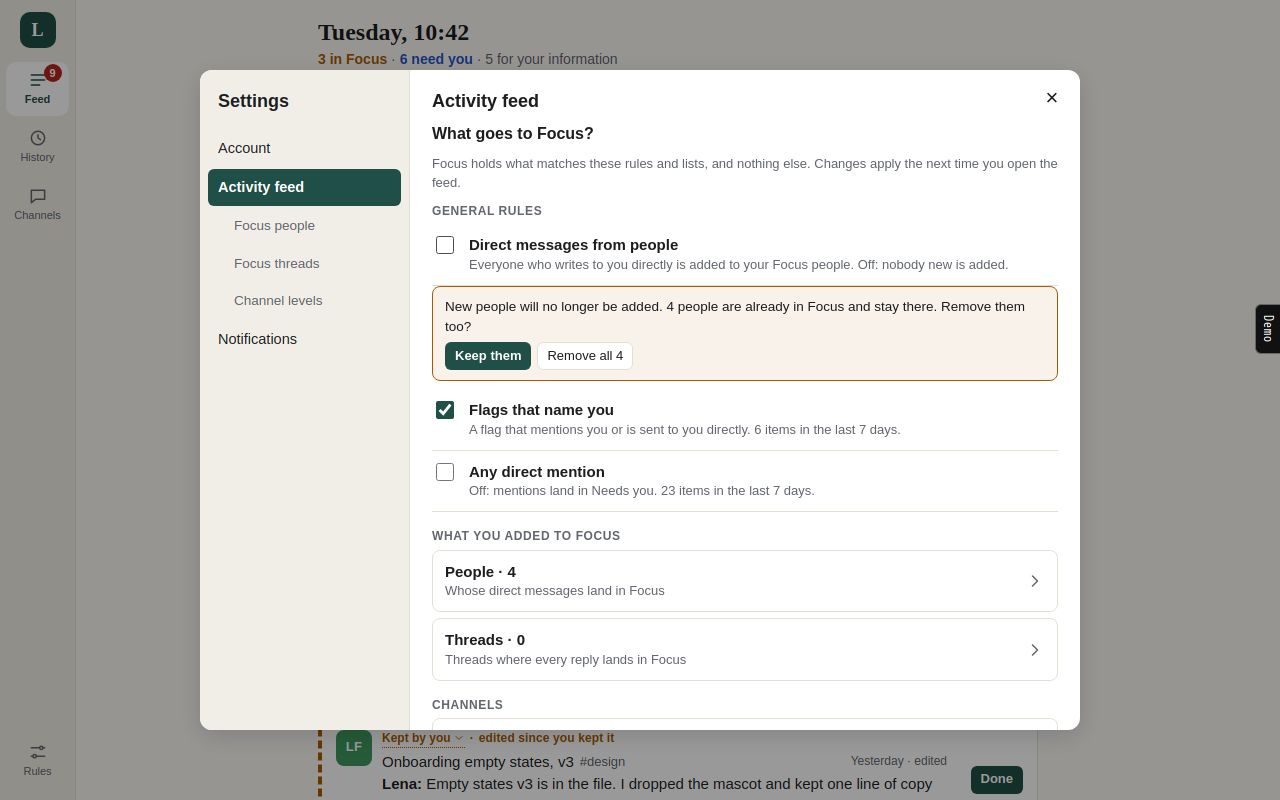 L
Tuesday, 10:42
3 in Focus · 6 need you · 5 for your information
9
Feed
History
Channels
Rules
Settings
Account
Activity feed
Focus people
Focus threads
Channel levels
Notifications
Activity feed
×
What goes to Focus?
Focus holds what matches these rules and lists, and nothing else. Changes apply the next time you open the
feed.
GENERAL RULES
Direct messages from people
Everyone who writes to you directly is added to your Focus people. Off: nobody new is added.
New people will no longer be added. 4 people are already in Focus and stay there. Remove them
too?
Keep them
Remove all 4
Flags that name you
A flag that mentions you or is sent to you directly. 6 items in the last 7 days.
Any direct mention
Off: mentions land in Needs you. 23 items in the last 7 days.
WHAT YOU ADDED TO FOCUS
People · 4
Whose direct messages land in Focus
Threads · 0
Threads where every reply lands in Focus
CHANNELS
Demo
LF
Kept by you · edited since you kept it
Onboarding empty states, v3 #design
Yesterday · edited
Lena: Empty states v3 is in the file. I dropped the mascot and kept one line of copy
Done